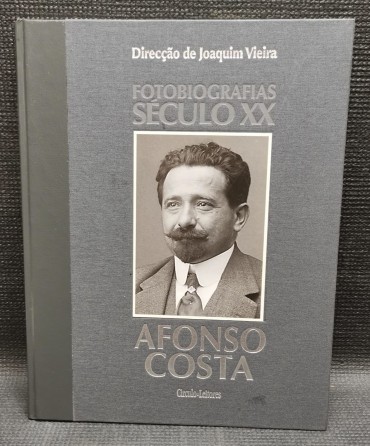 Direcção de Joaquim Vieira
FOTOBIOGRAFIAS
SÉCULO XX
AFONSO
COSTA
Círculo de Leitores